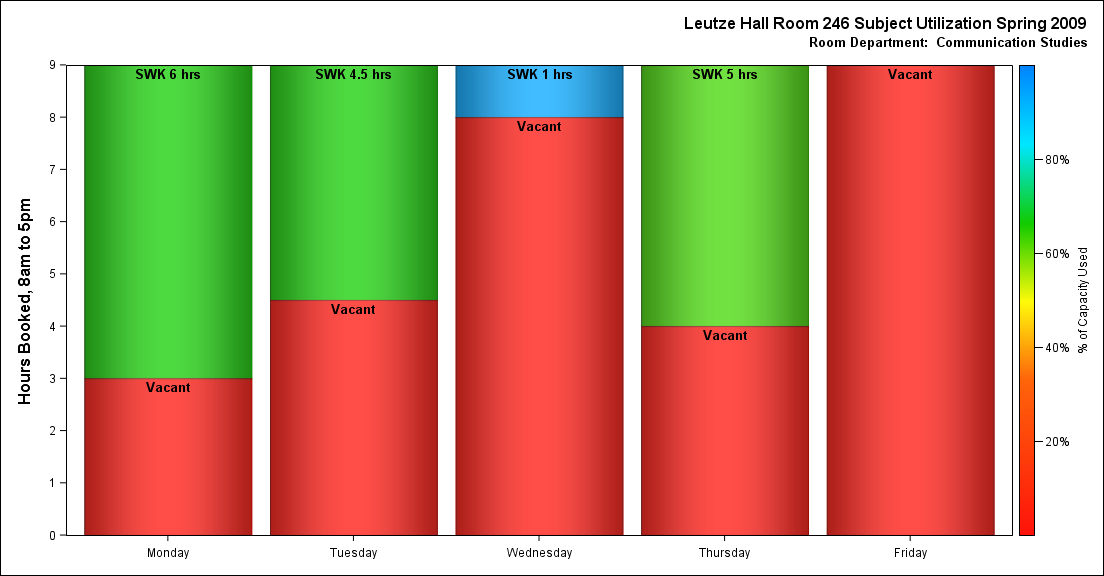 Leutze Hall Room 246 Subject Utilization Spring 2009
Room Department:  Communication Studies
Hours Booked, 8am to 5pm
9
8
7
6
5
4
3
2
1
0
SWK 6 hrs
Vacant
SWK 4.5 hrs
Vacant
SWK 1 hrs
Vacant
SWK 5 hrs
Vacant
Vacant
Monday
Tuesday
Wednesday
Thursday
Friday
80%
60%
40%
20%
% of Capacity Used